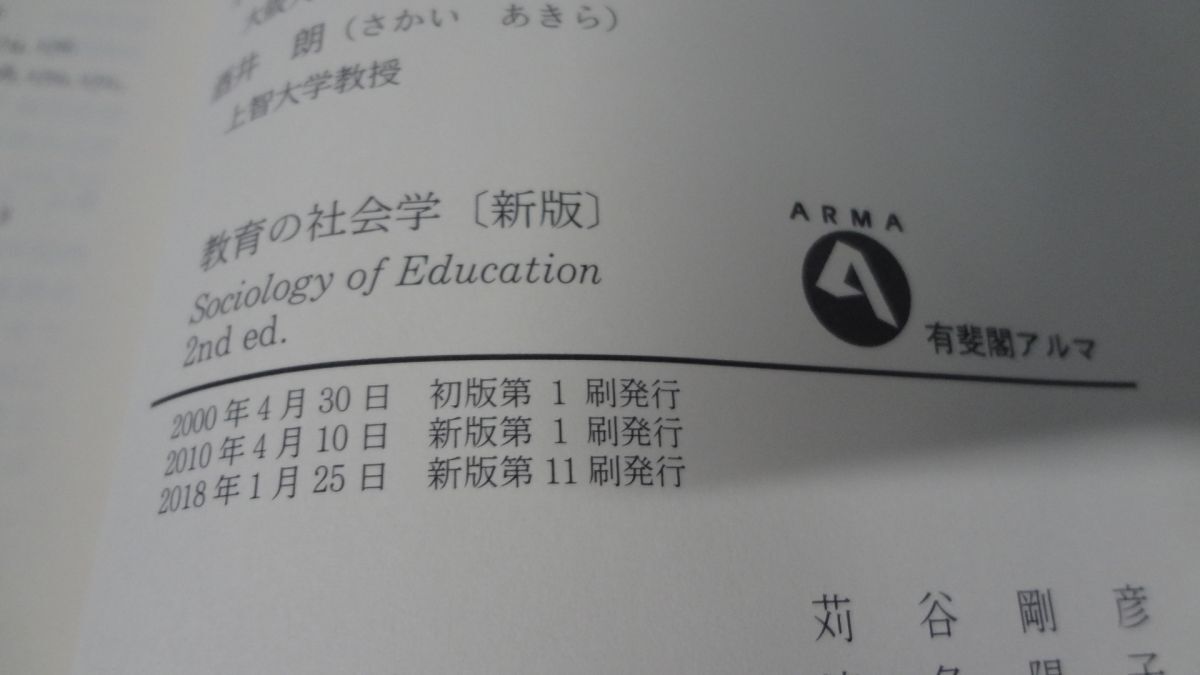 酒井 朗（さかい あきら）
上智大学教授
教育の社会学〔新版〕
Sociology of Education
2nd ed.
ARMA
有斐閣アルマ
2000年4月30日 初版第 1 刷発行
2010年4月10日 新版第 1 刷発行
2018年1月25日 新版第11刷発行
苅 谷 剛 彦